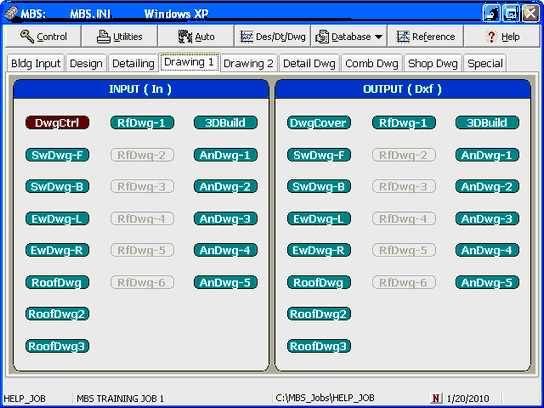 MBS: MBS.INI Windows XP
Control Utilities Auto Des/Dt/Dwg Database Reference ? Help
Bldg Input Design Detailing Drawing 1 Drawing 2 Detail Dwg Comb Dwg Shop Dwg Special
INPUT ( In ) OUTPUT ( Dxf )
DwgCtrl RfDwg-1 3DBuild DwgCover RfDwg-1 3DBuild
SwDwg-F RfDwg-2 AnDwg-1 SwDwg-F RfDwg-2 AnDwg-1
SwDwg-B RfDwg-3 AnDwg-2 SwDwg-B RfDwg-3 AnDwg-2
EwDwg-L RfDwg-4 AnDwg-3 EwDwg-L RfDwg-4 AnDwg-3
EwDwg-R RfDwg-5 AnDwg-4 EwDwg-R RfDwg-5 AnDwg-4
RoofDwg RfDwg-6 AnDwg-5 RoofDwg RfDwg-6 AnDwg-5
RoofDwg2 RoofDwg2
RoofDwg3 RoofDwg3
HELP_JOB MBS TRAINING JOB 1 C:\MBS_Jobs\HELP_JOB N 1/20/2010